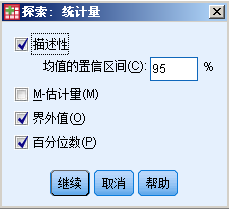 探索: 统计量
描述性
均值的置信区间(C): 95 %
M-估计量(M)
界外值(O)
百分位数(P)
继续 取消 帮助